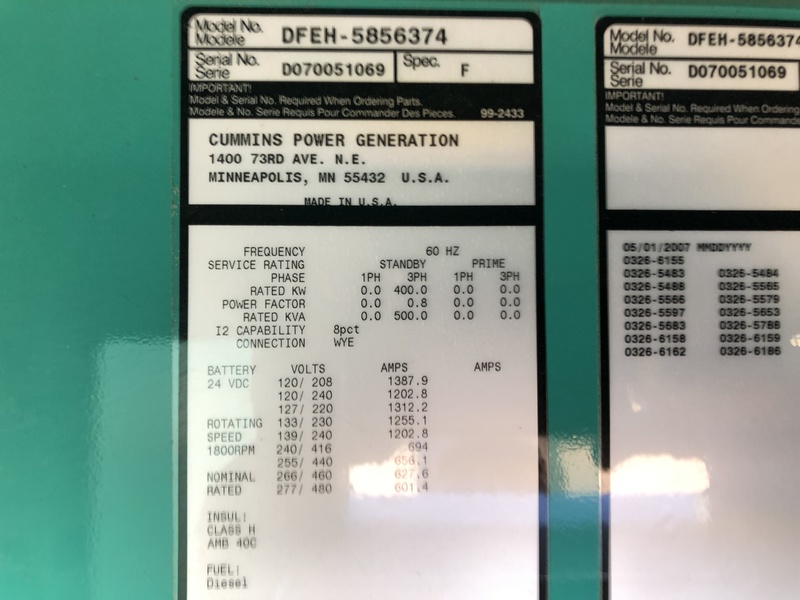 Model No.
Modele
DFEH-5856374
Serial No.
Serie
D070051069
Spec.
F
IMPORTANT!
Model & Serial No. Required When Ordering Parts.
Modele & No. Serie Requis Pour Commander Des Pieces. 99-2433
CUMMINS POWER GENERATION
1400 73RD AVE. N.E.
MINNEAPOLIS, MN 55432 U.S.A.
MADE IN U.S.A.
FREQUENCY 60 HZ
SERVICE RATING STANDBY PRIME
PHASE 1PH 3PH 1PH 3PH
RATED KW 0.0 400.0 0.0 0.0
POWER FACTOR 0.0 0.8 0.0 0.0
RATED KVA 0.0 500.0 0.0 0.0
I2 CAPABILITY 8pct
CONNECTION WYE
BATTERY VOLTS AMPS AMPS
24 VDC 120/ 208 1387.9
120/ 240 1202.8
127/ 220 1312.2
ROTATING 133/ 230 1255.1
SPEED 139/ 240 1202.8
1800RPM 240/ 416 694
255/ 440 656.1
NOMINAL 266/ 460 627.6
RATED 277/ 480 601.4
INSUL:
CLASS H
AMB 40C
FUEL:
Diesel
Model No.
Modele
DFEH-5856374
Serial No.
Serie
D070051069
IMPORTANT!
Model & Serial No. Required When Ordering
Modele & No. Serie Requis Pour Commander
05/01/2007 MMDDYYYY
0326-6155
0326-5483 0326-5484
0326-5488 0326-5565
0326-5566 0326-5579
0326-5597 0326-5653
0326-5683 0326-5788
0326-6158 0326-6159
0326-6162 0326-6186